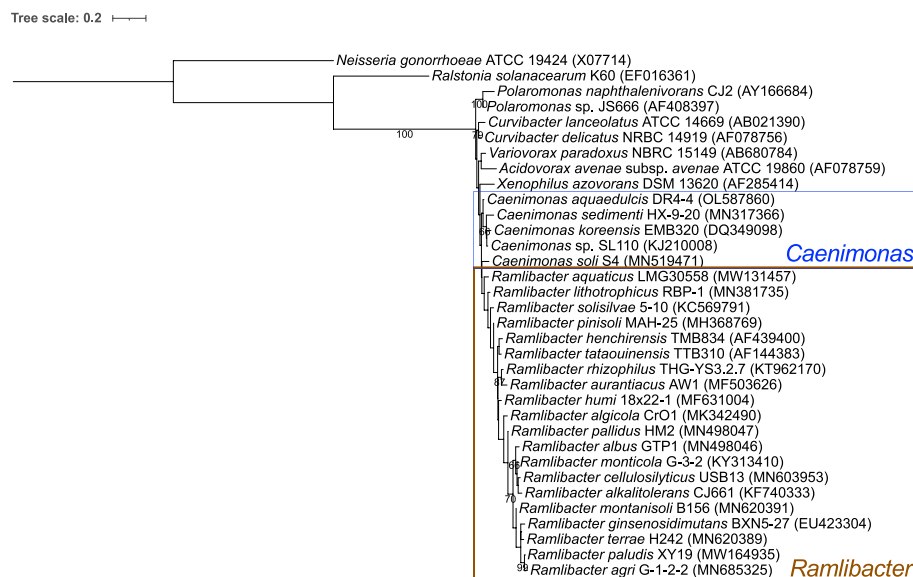 Tree scale: 0.2
Neisseria gonorrhoeae ATCC 19424 (X07714)
Ralstonia solanacearum K60 (EF016361)
Polaromonas naphthalenivorans CJ2 (AY166684)
100
Polaromonas sp. JS666 (AF408397)
Curvibacter lanceolatus ATCC 14669 (AB021390)
100
Curvibacter delicatus NRBC 14919 (AF078756)
Variovorax paradoxus NBRC 15149 (AB680784)
Acidovorax avenae subsp. avenae ATCC 19860 (AF078759)
Xenophilus azovorans DSM 13620 (AF285414)
Caenimonas aquaedulcis DR4-4 (OL587860)
Caenimonas sedimenti HX-9-20 (MN317366)
Caenimonas koreensis EMB320 (DQ349098)
Caenimonas sp. SL110 (KJ210008)
Caenimonas
Caenimonas soli S4 (MN519471)
Ramlibacter aquaticus LMG30558 (MW131457)
Ramlibacter lithotrophicus RBP-1 (MN381735)
Ramlibacter solisilvae 5-10 (KC569791)
Ramlibacter pinisoli MAH-25 (MH368769)
Ramlibacter henchirensis TMB834 (AF439400)
Ramlibacter tataouinensis TTB310 (AF144383)
Ramlibacter rhizophilus THG-YS3.2.7 (KT962170)
87
Ramlibacter aurantiacus AW1 (MF503626)
Ramlibacter humi 18x22-1 (MF631004)
Ramlibacter algicola CrO1 (MK342490)
Ramlibacter pallidus HM2 (MN498047)
Ramlibacter albus GTP1 (MN498046)
Ramlibacter monticola G-3-2 (KY313410)
Ramlibacter cellulosilyticus USB13 (MN603953)
Ramlibacter alkalitolerans CJ661 (KF740333)
70
Ramlibacter montanisoli B156 (MN620391)
Ramlibacter ginsenosidimutans BXN5-27 (EU423304)
Ramlibacter terrae H242 (MN620389)
Ramlibacter paludis XY19 (MW164935)
Ramlibacter agri G-1-2-2 (MN685325)
Ramlibacter